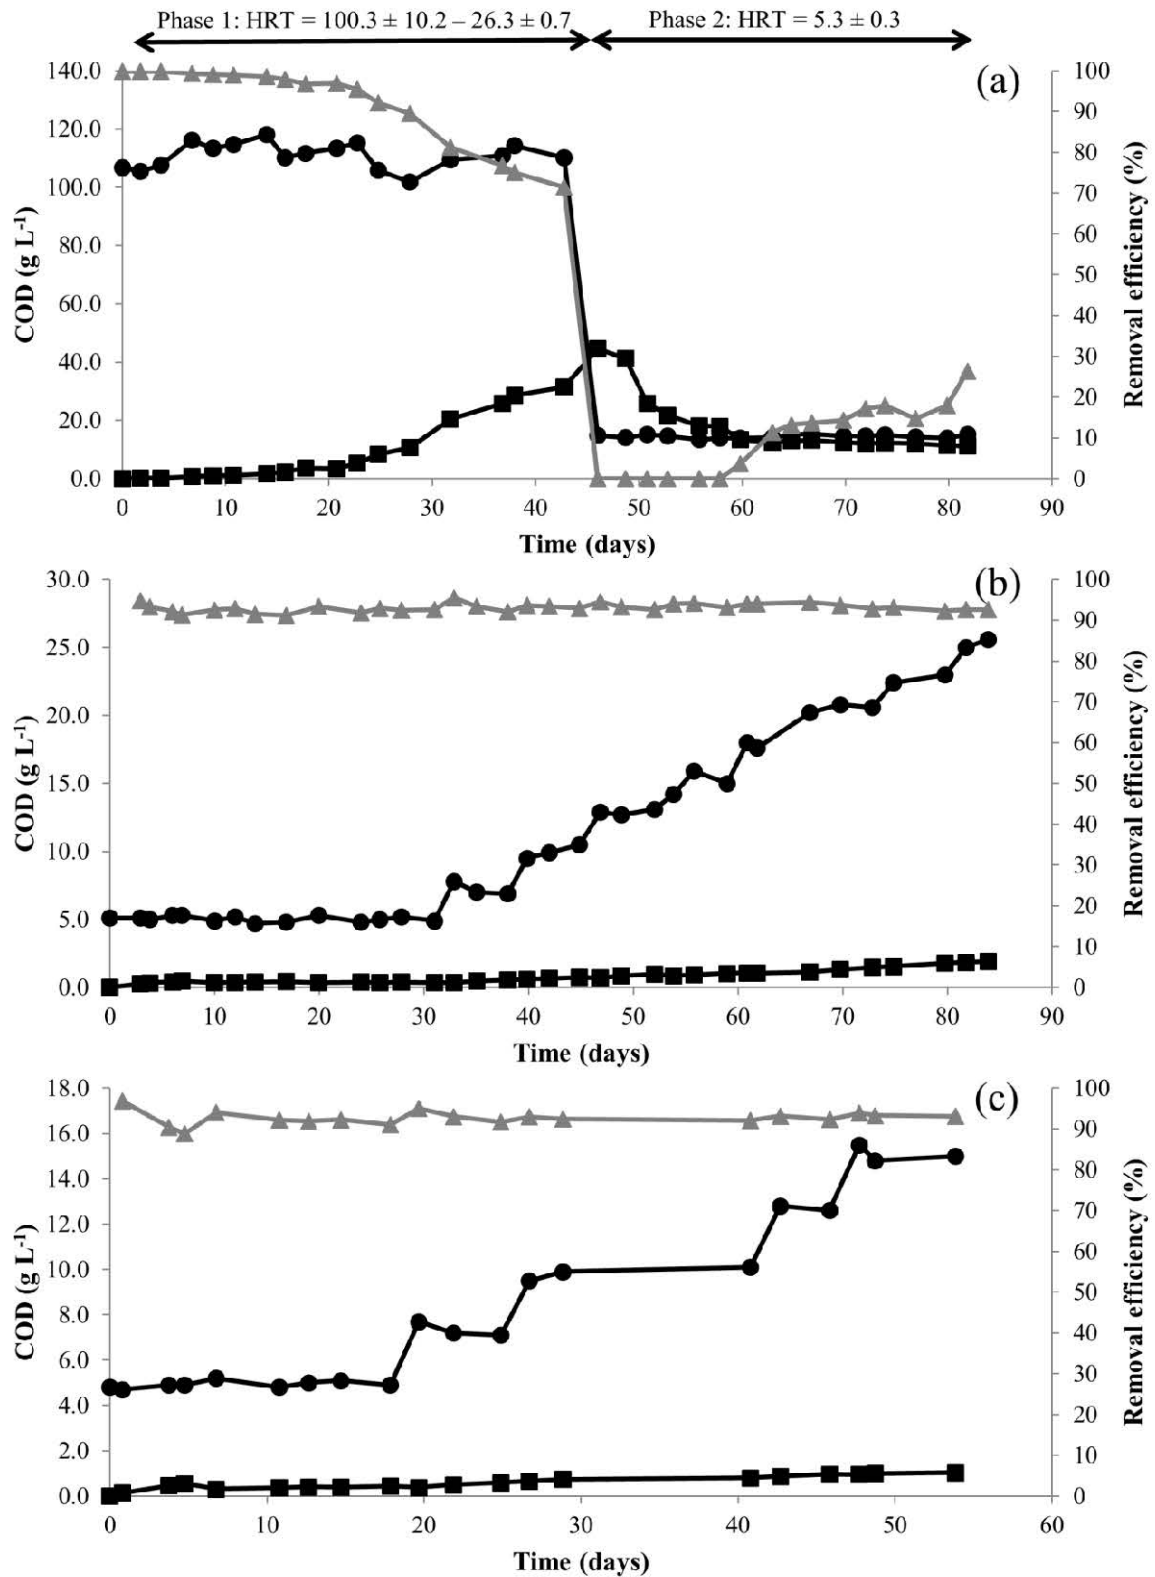 Phase 1: HRT = 100.3 ± 10.2 – 26.3 ± 0.7 Phase 2: HRT = 5.3 ± 0.3
(a)
140.0 120.0 100.0 80.0 60.0 40.0 20.0 0.0
COD (g L-1)
100 90 80 70 60 50 40 30 20 10 0
Removal efficiency (%)
0 10 20 30 40 50 60 70 80 90
Time (days)
(b)
30.0 25.0 20.0 15.0 10.0 5.0 0.0
COD (g L-1)
100 90 80 70 60 50 40 30 20 10 0
Removal efficiency (%)
0 10 20 30 40 50 60 70 80 90
Time (days)
(c)
18.0 16.0 14.0 12.0 10.0 8.0 6.0 4.0 2.0 0.0
COD (g L-1)
100 90 80 70 60 50 40 30 20 10 0
Removal efficiency (%)
0 10 20 30 40 50 60
Time (days)